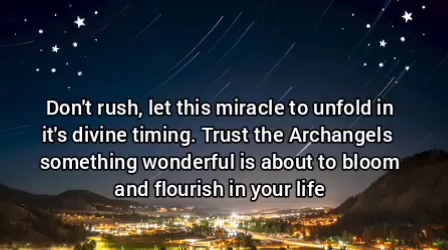 Don't rush, let this miracle to unfold in
it's divine timing. Trust the Archangels
something wonderful is about to bloom
and flourish in your life